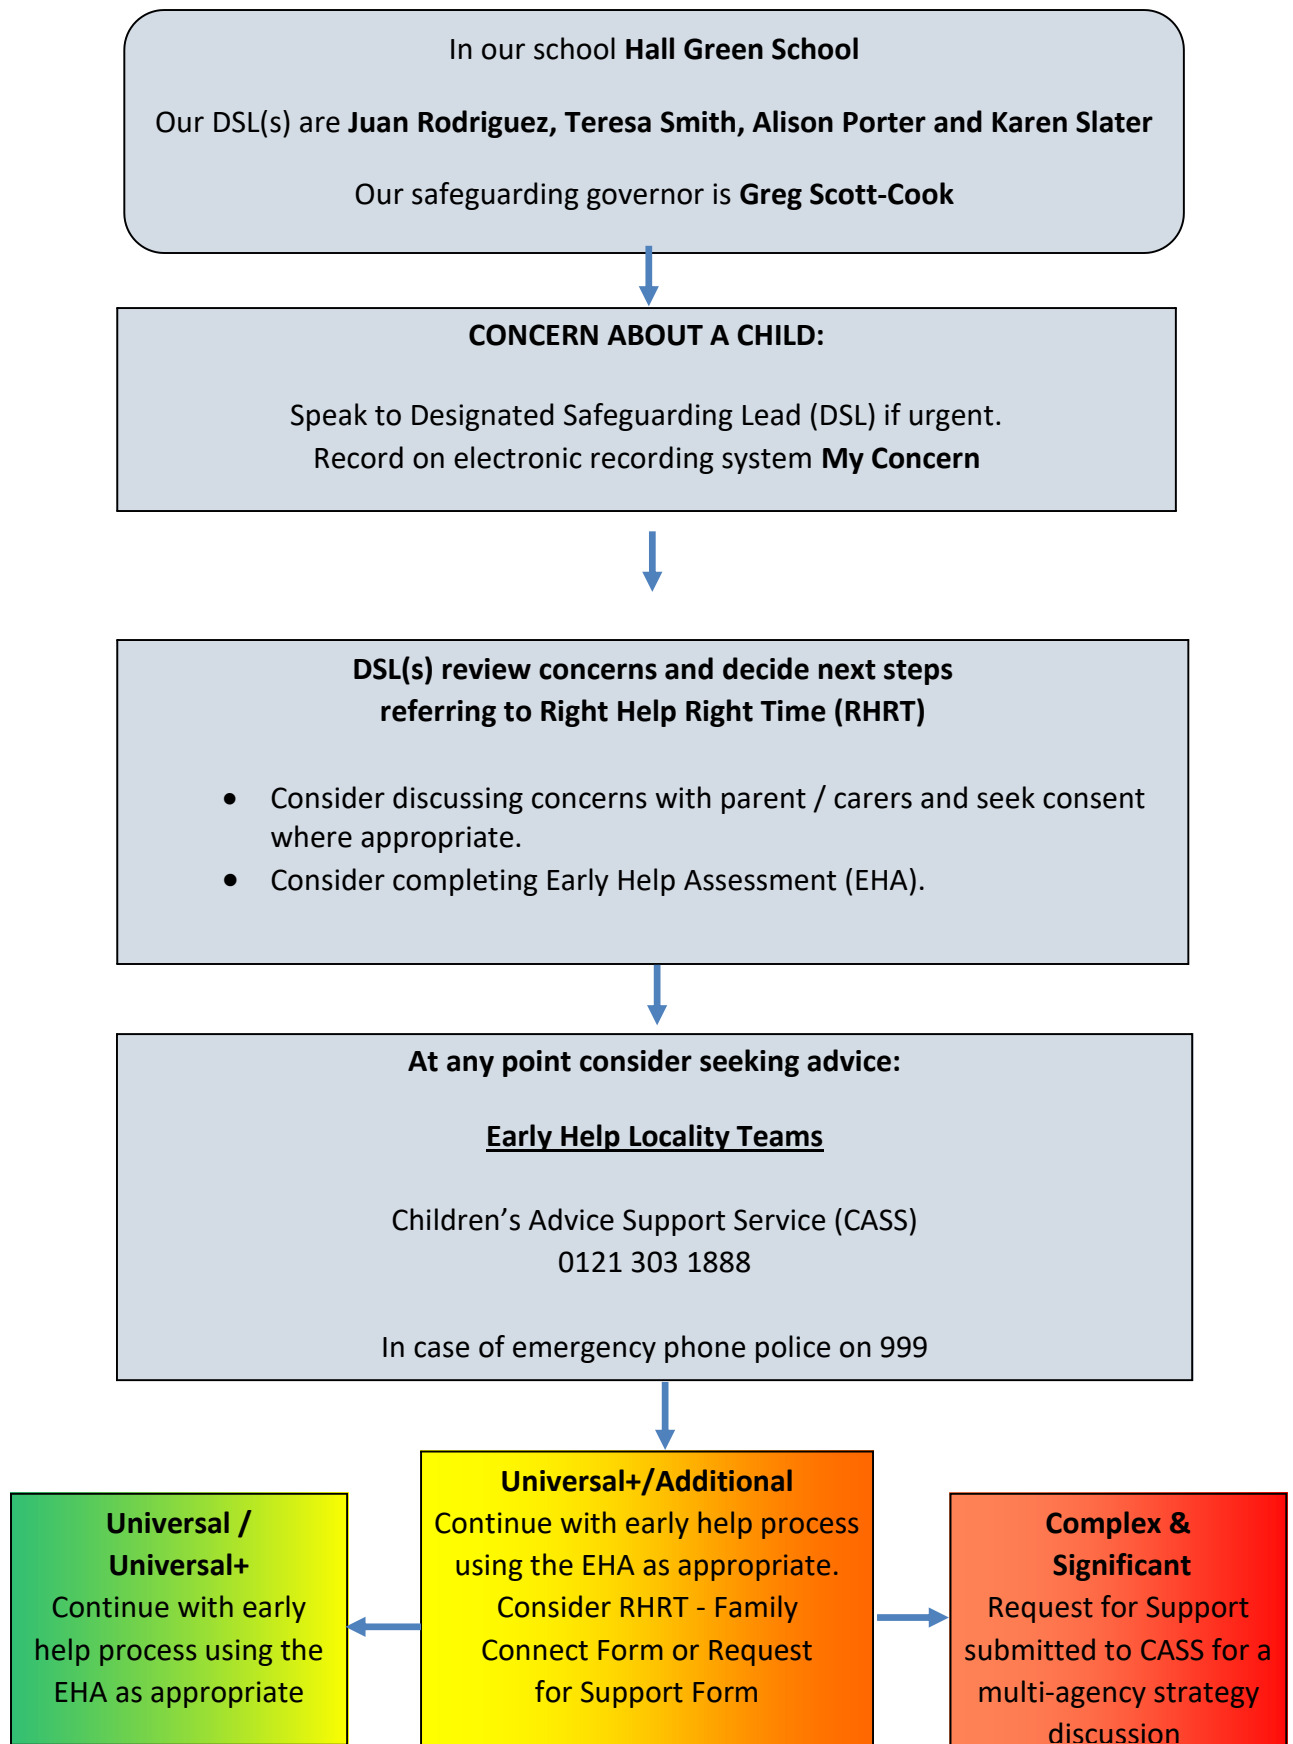 In our school Hall Green School
Our DSL(s) are Juan Rodriguez, Teresa Smith, Alison Porter and Karen Slater
Our safeguarding governor is Greg Scott-Cook
CONCERN ABOUT A CHILD:
Speak to Designated Safeguarding Lead (DSL) if urgent.
Record on electronic recording system My Concern
DSL(s) review concerns and decide next steps
referring to Right Help Right Time (RHRT)
• Consider discussing concerns with parent / carers and seek consent
where appropriate.
• Consider completing Early Help Assessment (EHA).
At any point consider seeking advice:
Early Help Locality Teams
Children’s Advice Support Service (CASS)
0121 303 1888
In case of emergency phone police on 999
Universal /
Universal+
Continue with early
help process using the
EHA as appropriate
Universal+/Additional
Continue with early help process
using the EHA as appropriate.
Consider RHRT - Family
Connect Form or Request
for Support Form
Complex &
Significant
Request for Support
submitted to CASS for a
multi-agency strategy
discussion